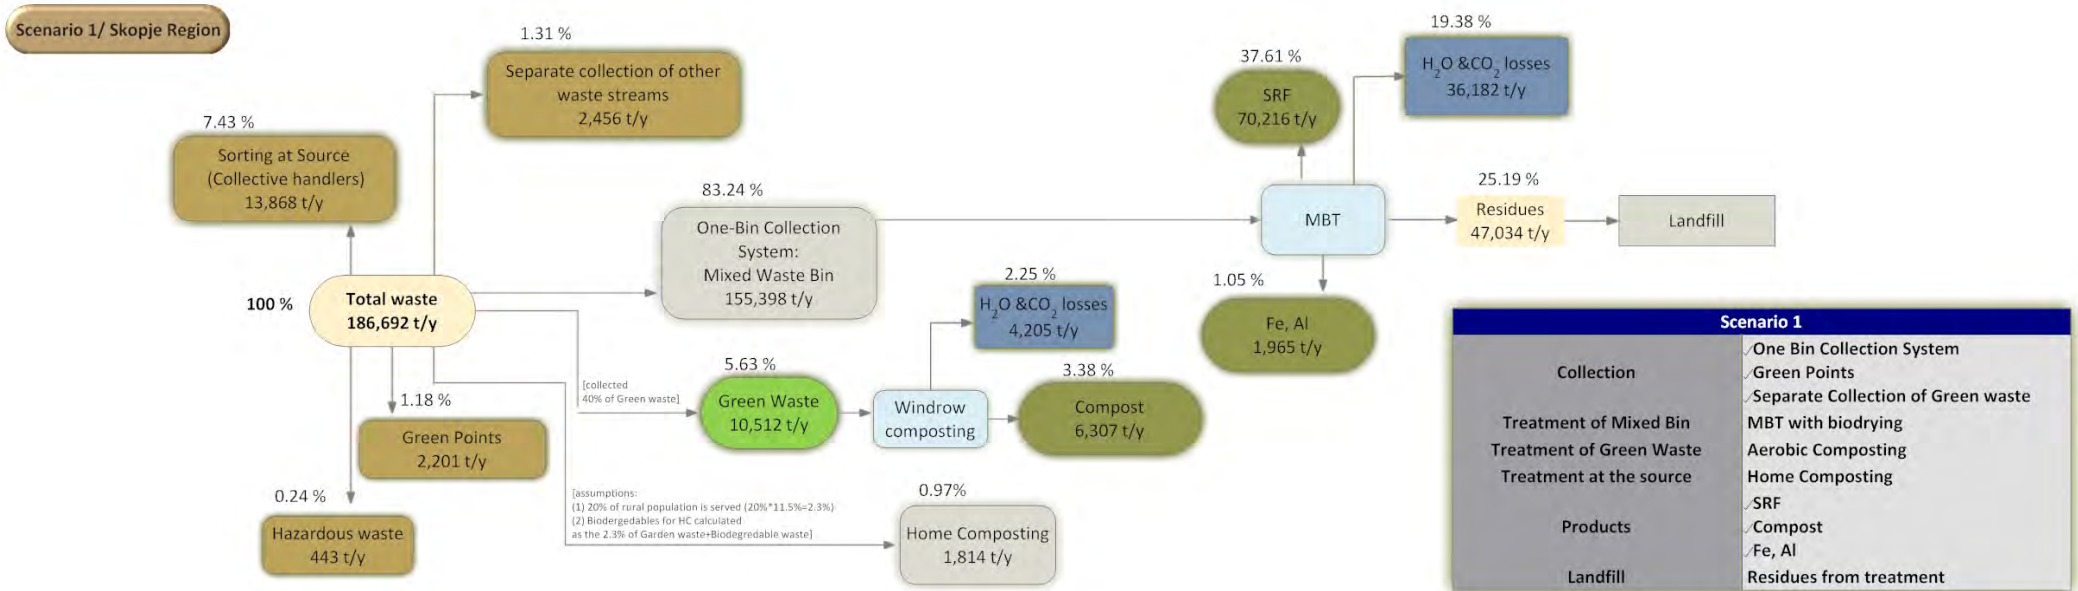 Scenario 1/ Skopje Region
1.31 %
Separate collection of other
waste streams
2,456 t/y
7.43 %
Sorting at Source
(Collective handlers)
13,868 t/y
83.24 %
One-Bin Collection
System:
Mixed Waste Bin
155,398 t/y
100 %
Total waste
186,692 t/y
37.61 %
SRF
70,216 t/y
19.38 %
H2O &CO2 losses
36,182 t/y
MBT
25.19 %
Residues
47,034 t/y
Landfill
1.05 %
Fe, Al
1,965 t/y
2.25 %
H2O &CO2 losses
4,205 t/y
[collected
40% of Green waste]
5.63 %
Green Waste
10,512 t/y
Windrow
composting
3.38 %
Compost
6,307 t/y
1.18 %
Green Points
2,201 t/y
0.24 %
Hazardous waste
443 t/y
[assumptions:
(1) 20% of rural population is served (20%*11.5%=2.3%)
(2) Biodergedables for HC calculated
as the 2.3% of Garden waste+Biodegredable waste]
0.97%
Home Composting
1,814 t/y
Scenario 1
Collection
✓One Bin Collection System
✓Green Points
✓Separate Collection of Green waste
Treatment of Mixed Bin MBT with biodrying
Treatment of Green Waste Aerobic Composting
Treatment at the source Home Composting
Products
✓SRF
✓Compost
✓Fe, Al
Landfill Residues from treatment